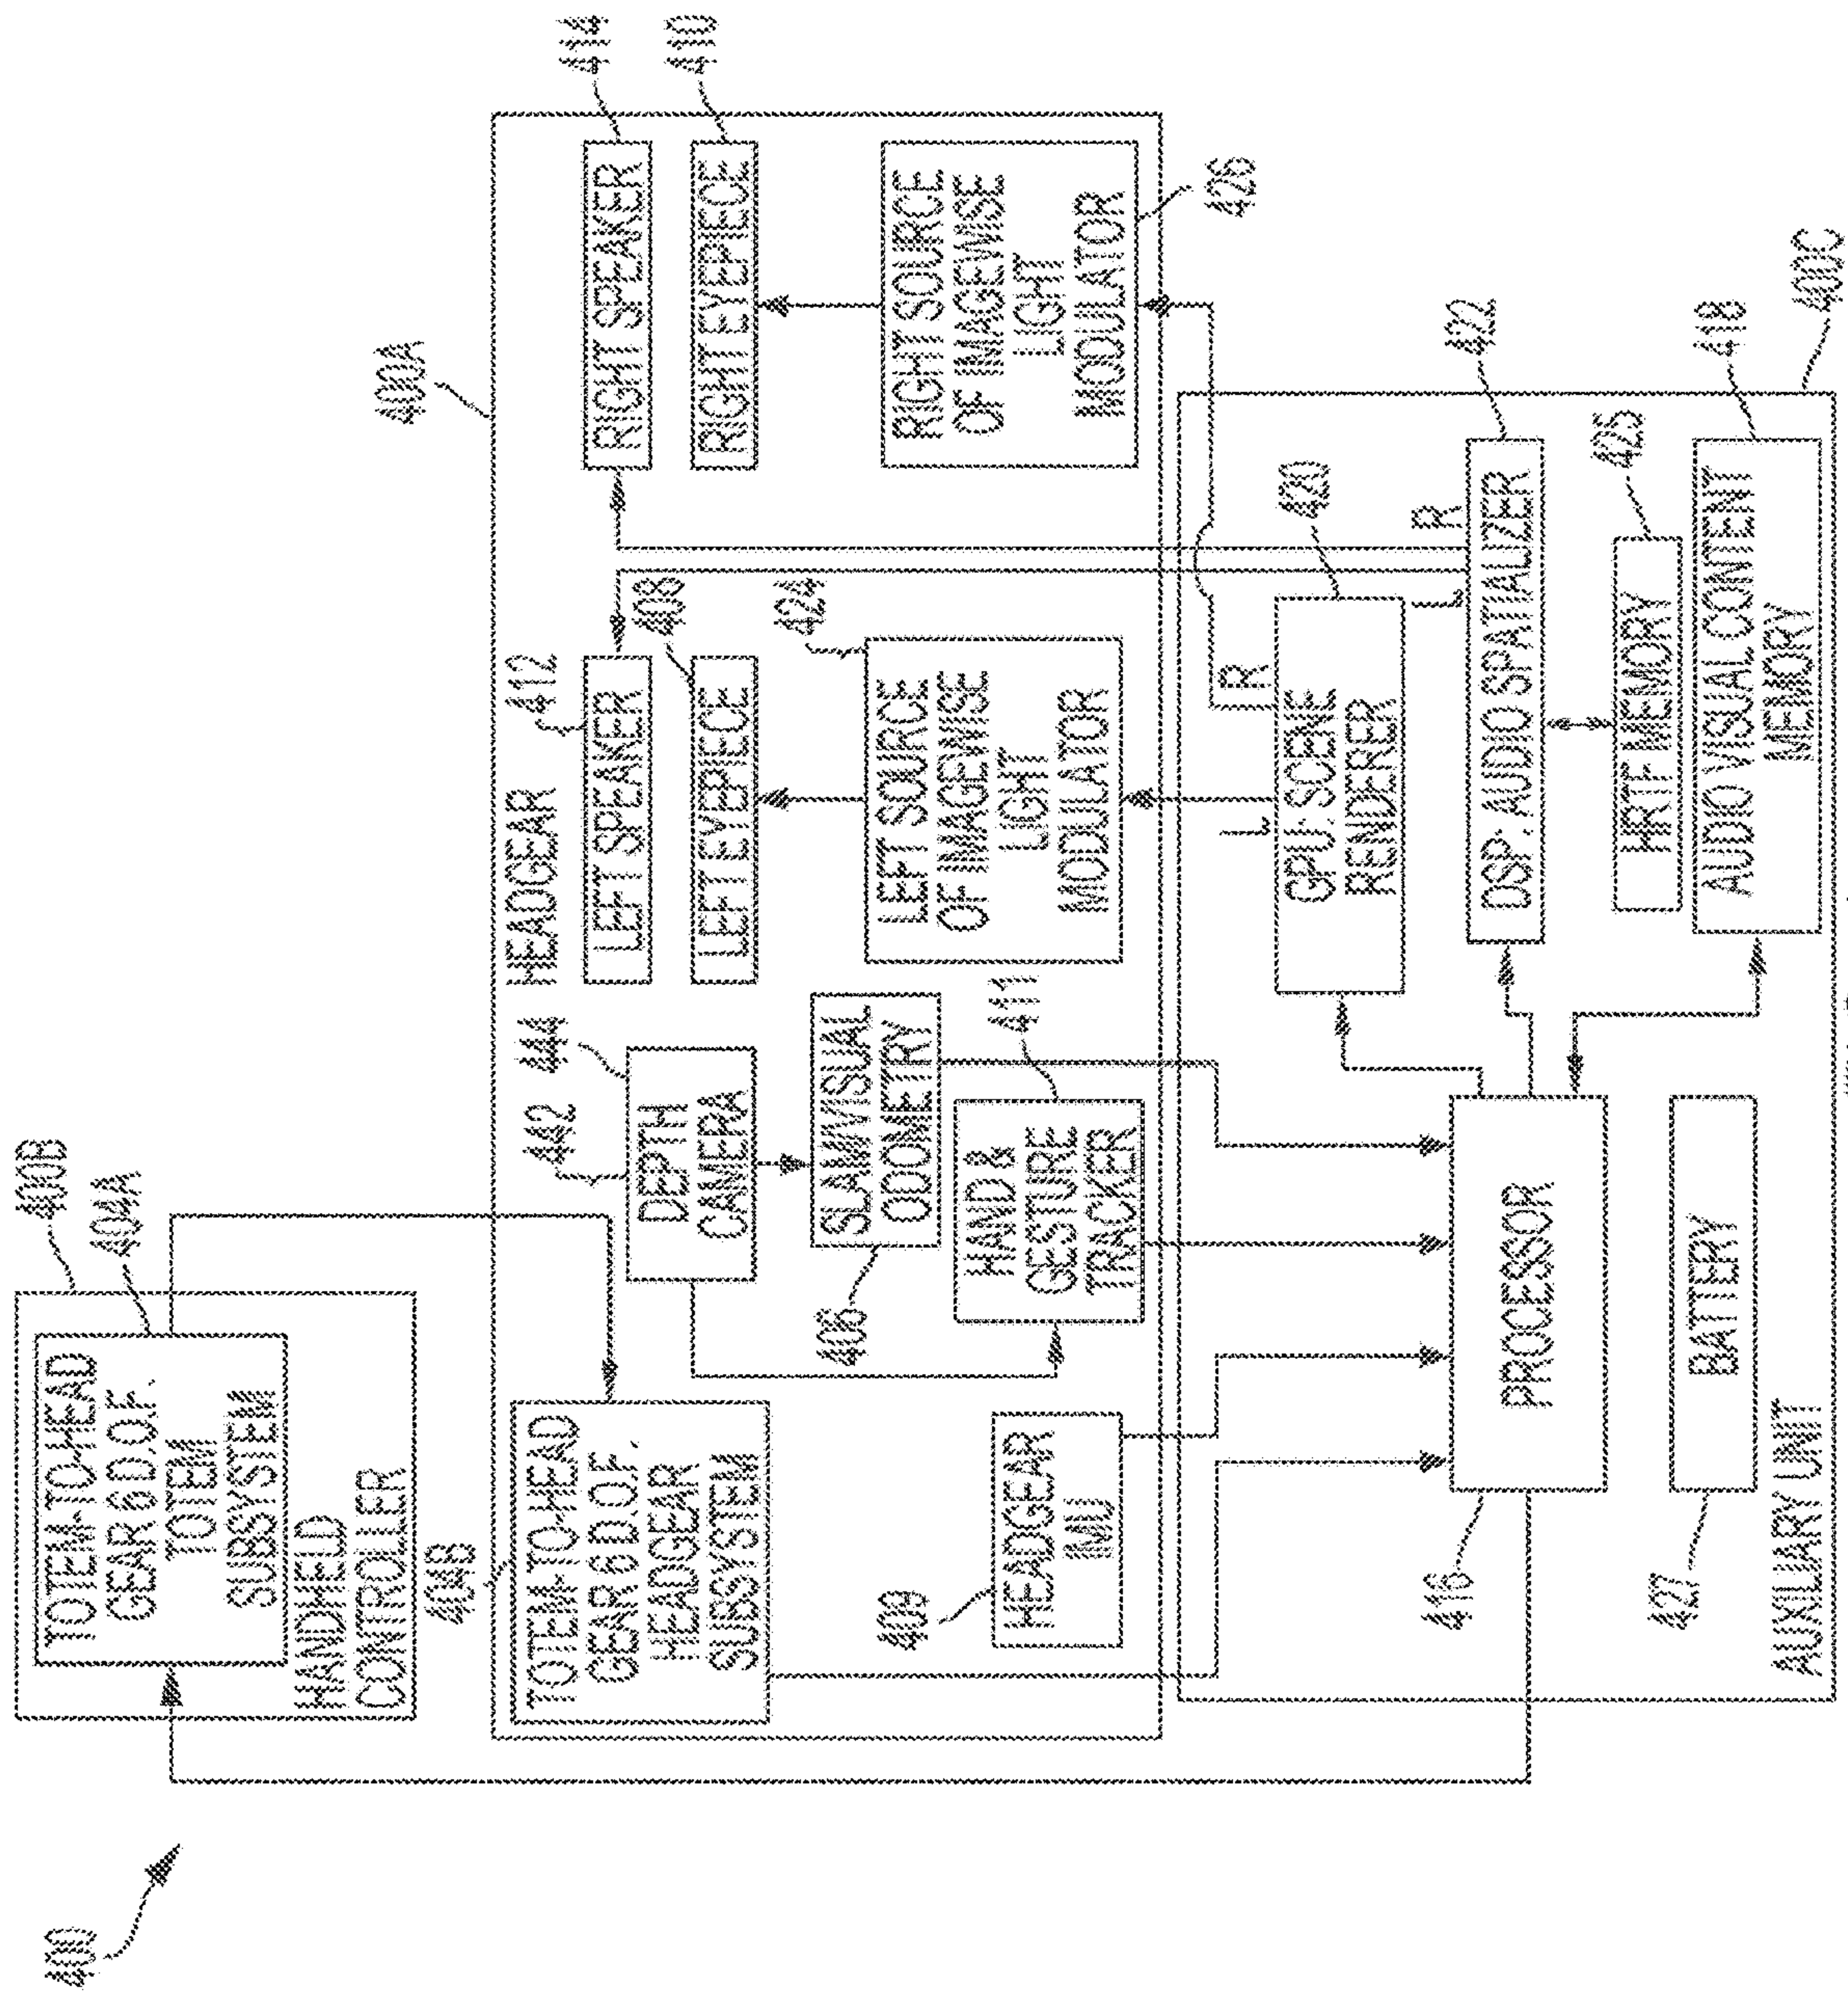 400
400B
404A
TOTEM-TO-HEAD
GEAR 6 D.O.F.
TOTEM
SUBSYSTEM
HANDHELD
CONTROLLER
400A
404B
TOTEM-TO-HEAD
GEAR 6 D.O.F.
HEADGEAR
SUBSYSTEM
442
444
DEPTH
CAMERA
HEADGEAR
412
LEFT SPEAKER
408
LEFT EYEPIECE
414
RIGHT SPEAKER
410
RIGHT EYEPIECE
406
SLAM/VISUAL
ODOMETRY
424
LEFT SOURCE
OF IMAGEWISE
LIGHT
MODULATOR
RIGHT SOURCE
OF IMAGEWISE
LIGHT
MODULATOR
426
409
HEADGEAR
IMU
411
HAND &
GESTURE
TRACKER
L
R
GPU: SCENE
RENDERER
420
L
R
416
PROCESSOR
DSP: AUDIO SPATIALIZER
422
HRTF MEMORY
425
427
BATTERY
AUDIO VISUAL CONTENT
MEMORY
418
AUXILIARY UNIT
400C